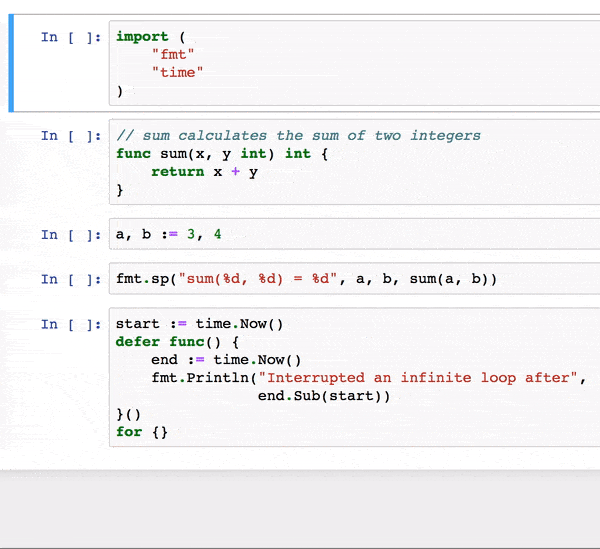 In [ ]: import (
    "fmt"
    "time"
)
In [ ]: // sum calculates the sum of two integers
func sum(x, y int) int {
    return x + y
}
In [ ]: a, b := 3, 4
In [ ]: fmt.sp("sum(%d, %d) = %d", a, b, sum(a, b))
In [ ]: start := time.Now()
defer func() {
    end := time.Now()
    fmt.Println("Interrupted an infinite loop after",
                end.Sub(start))
}()
for {}